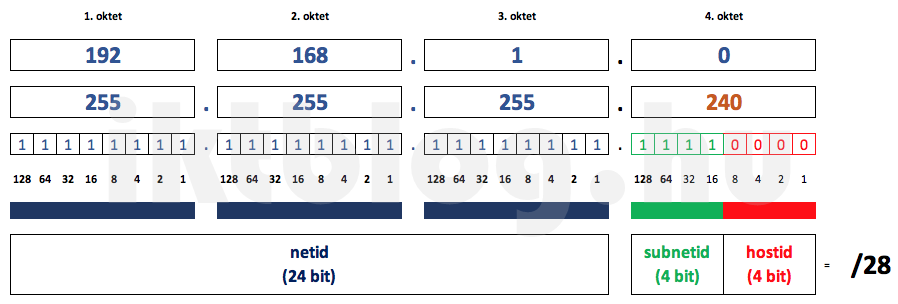 1. oktet 2. oktet 3. oktet 4. oktet
192 . 168 . 1 . 0
255 . 255 . 255 . 240
1 1 1 1 1 1 1 1 . 1 1 1 1 1 1 1 1 . 1 1 1 1 1 1 1 1 . 1 1 1 1 0 0 0 0
128 64 32 16 8 4 2 1 128 64 32 16 8 4 2 1 128 64 32 16 8 4 2 1 128 64 32 16 8 4 2 1
iktblog.hu
netid subnetid hostid
(24 bit) (4 bit) (4 bit) = /28